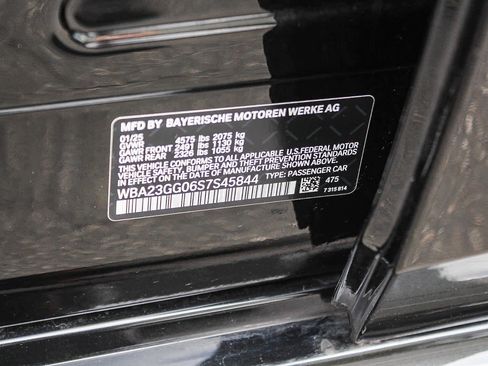 MFD BY BAYERISCHE MOTOREN WERKE AG
01/25
GVWR 4575 lbs 2075 kg
GAWR FRONT 2491 lbs 1130 kg
GAWR REAR 2326 lbs 1055 kg
THIS VEHICLE CONFORMS TO ALL APPLICABLE U.S.FEDERAL MOTOR
VEHICLE SAFETY, BUMPER AND THEFT PREVENTION STANDARDS
IN EFFECT ON THE DATE OF MANUFACTURE SHOWN ABOVE.
WBA23GG06S7S45844 TYPE: PASSENGER CAR
475
7 315 814